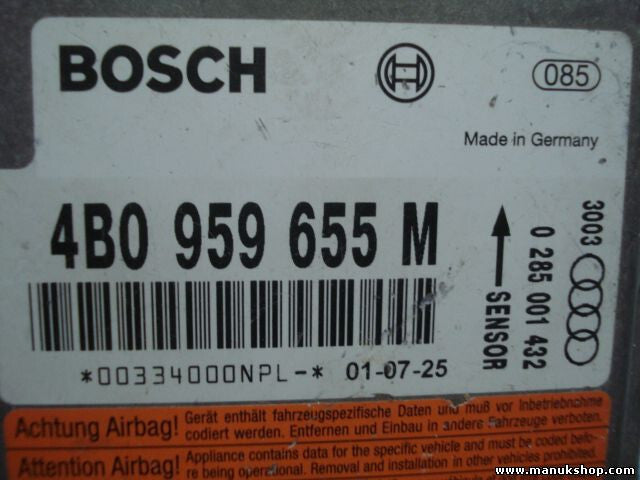 BOSCH
085
Made in Germany
4B0 959 655 M
*00334000NPL-* 01-07-25
SENSOR
0 285 001 432
3003
Achtung Airbag! Gerät enthält fahrzeugspezifische Daten und muß vor Inbetriebnahme
codiert werden. Entfernen und Einbau in andere Fahrzeuge verboten.
Attention Airbag! Appliance contains data for the specific vehicle and must be coded befo-
re being operational. Removal and installation in other vehicles prohibited.
www.manukshop.com